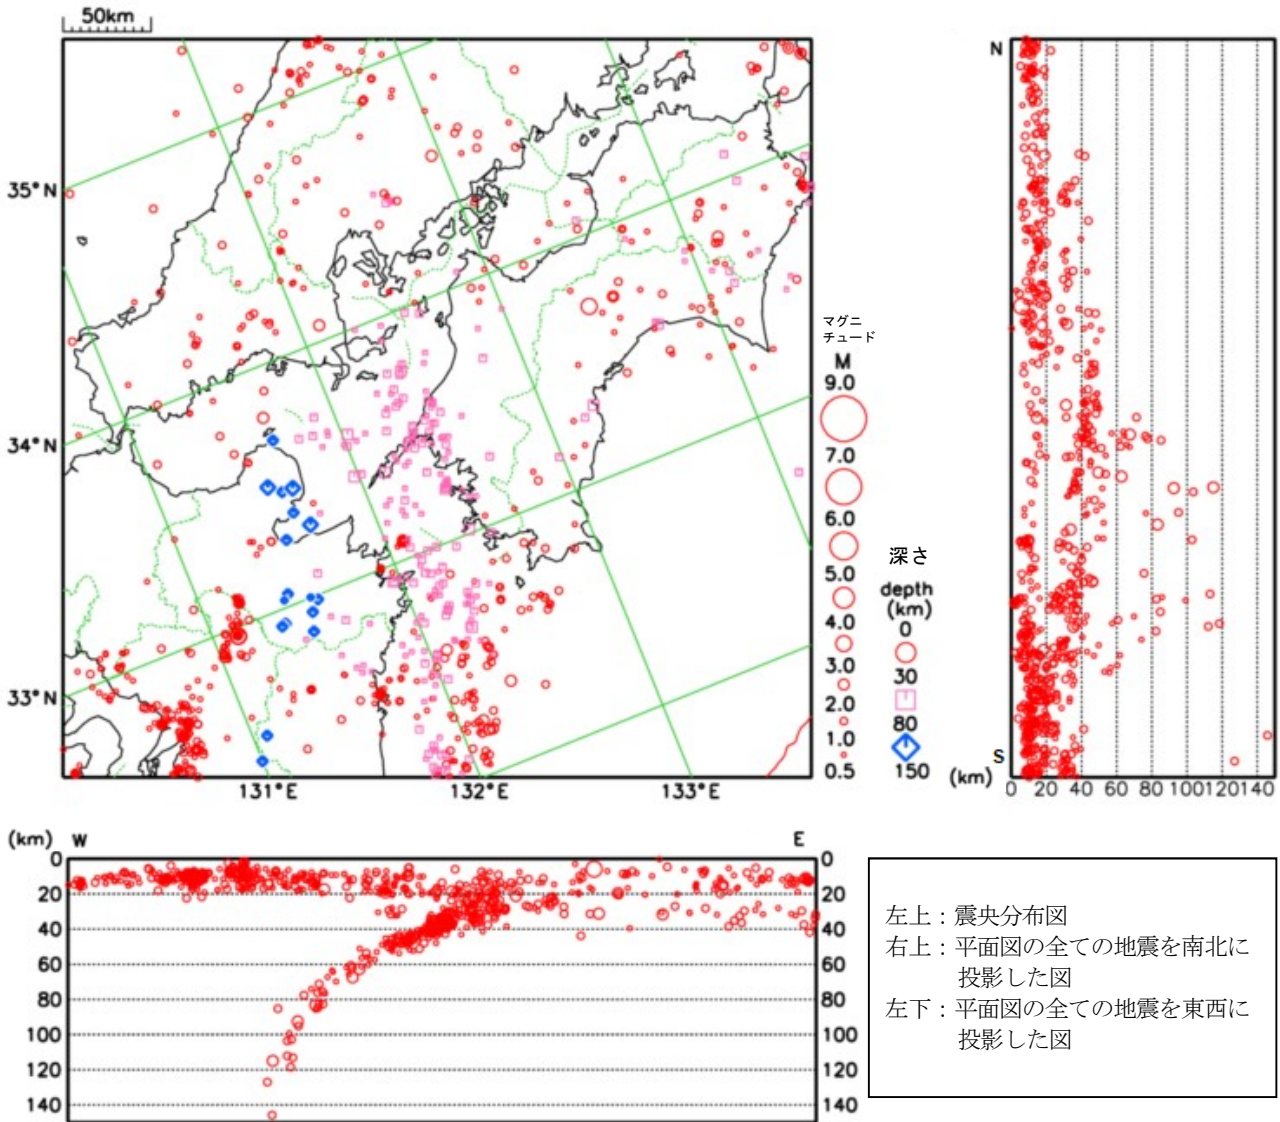 50km
35°N
34°N
33°N
131°E
132°E
133°E
マグニ
チュード
M
9.0
7.0
6.0
5.0
4.0
3.0
2.0
1.0
0.5
深さ
depth
(km)
0
30
80
150
N
S
(km)
0 20 40 60 80 100120140
(km) W E
0 0
20 20
40 40
60 60
80 80
100 100
120 120
140 140
左上：震央分布図
右上：平面図の全ての地震を南北に
投影した図
左下：平面図の全ての地震を東西に
投影した図